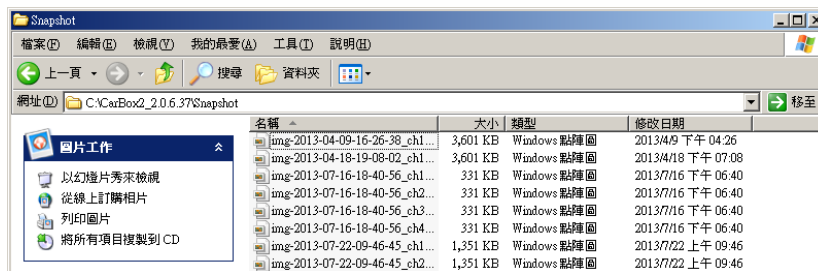 Snapshot
檔案(F) 編輯(E) 檢視(V) 我的最愛(A) 工具(T) 說明(H)
上一頁 搜尋 資料夾
網址(D) C:\CarBox2_2.0.6.37\Snapshot 移至
名稱 大小 類型 修改日期
圖片工作
以幻燈片秀來檢視
從線上訂購相片
列印圖片
將所有項目複製到 CD
img-2013-04-09-16-26-38_ch1... 3,601 KB Windows 點陣圖 2013/4/9 下午 04:26
img-2013-04-18-19-08-02_ch1... 3,601 KB Windows 點陣圖 2013/4/18 下午 07:08
img-2013-07-16-18-40-56_ch1... 331 KB Windows 點陣圖 2013/7/16 下午 06:40
img-2013-07-16-18-40-56_ch2... 331 KB Windows 點陣圖 2013/7/16 下午 06:40
img-2013-07-16-18-40-56_ch3... 331 KB Windows 點陣圖 2013/7/16 下午 06:40
img-2013-07-16-18-40-56_ch4... 331 KB Windows 點陣圖 2013/7/16 下午 06:40
img-2013-07-22-09-46-45_ch1... 1,351 KB Windows 點陣圖 2013/7/22 上午 09:46
img-2013-07-22-09-46-45_ch2... 1,351 KB Windows 點陣圖 2013/7/22 上午 09:46